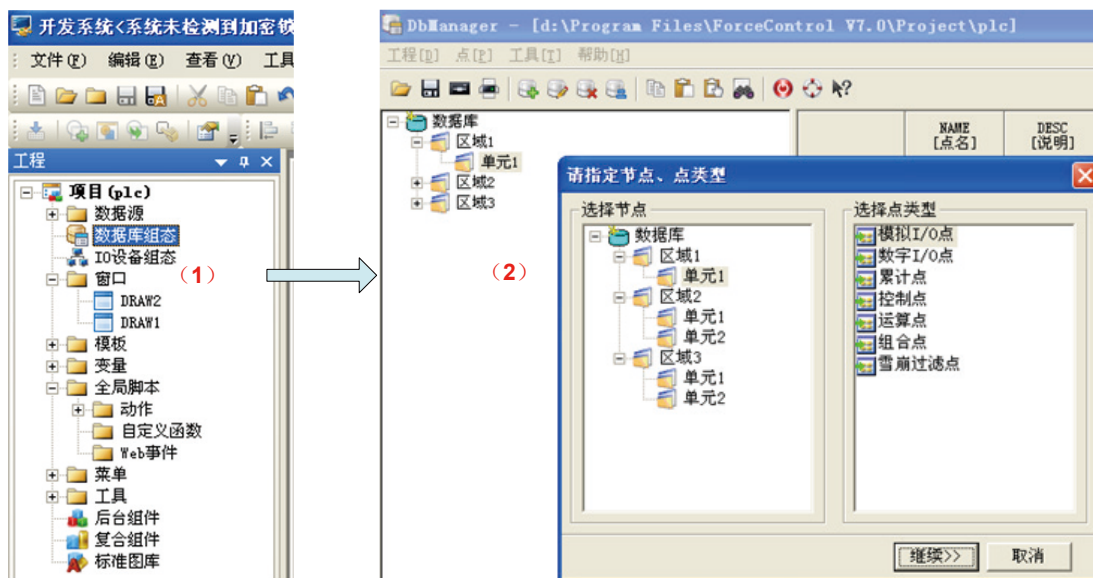 开发系统<系统未检测到加密锁
文件(F) 编辑(E) 查看(V) 工具
工程
项目(plc)
数据源
数据库组态
IO设备组态
窗口
DRAW2
DRAW1
模板
变量
全局脚本
动作
自定义函数
Web事件
菜单
工具
后台组件
复合组件
标准图库
(1)
DbManager - [d:\Program Files\ForceControl V7.0\Project\plc]
工程[D] 点[P] 工具[T] 帮助[H]
数据库
区域1
单元1
区域2
区域3
(2)
NAME
[点名]
DESC
[说明]
请指定节点、点类型
选择节点
数据库
区域1
单元1
区域2
单元1
单元2
区域3
单元1
单元2
选择点类型
模拟I/O点
数字I/O点
累计点
控制点
运算点
组合点
雪崩过滤点
继续>>
取消